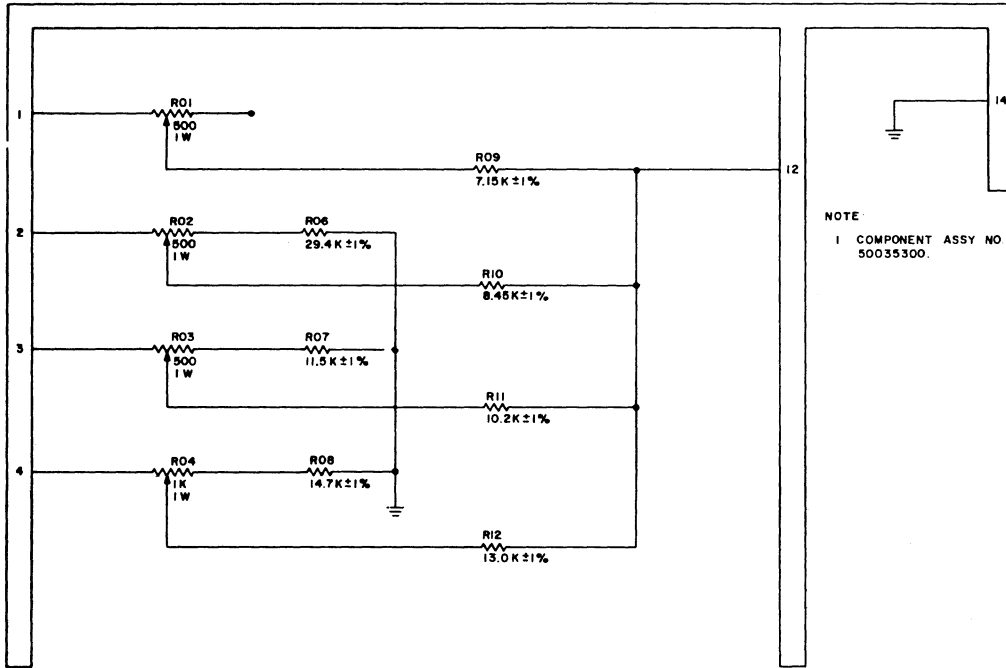 1
R01
500
1W
R09
7.15K±1%
12
14
2
R02
500
1W
R06
29.4K±1%
R10
8.45K±1%
NOTE
1 COMPONENT ASSY NO
50035300.
3
R03
500
1W
R07
11.5K±1%
R11
10.2K±1%
4
R04
1K
1W
R08
14.7K±1%
R12
13.0K±1%